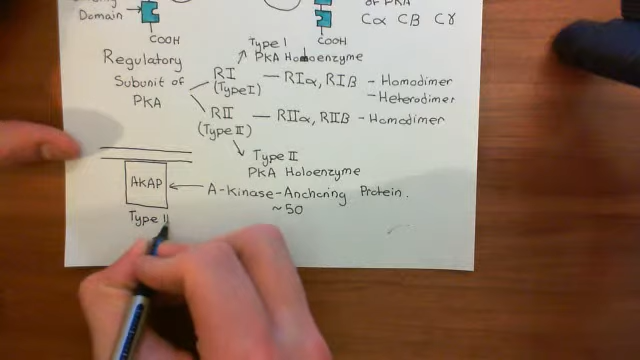 Domain
COOH
COOH
of PKA
Cα Cβ Cγ
Regulatory
Subunit of
PKA
Type I
PKA Holoenzyme
RI
(Type I)
RIα, RIβ - Homodimer
- Heterodimer
RII
(Type II)
RIIα, RIIβ - Homodimer
Type II
PKA Holoenzyme
AKAP
A-Kinase-Anchoring Protein.
~50
Type II